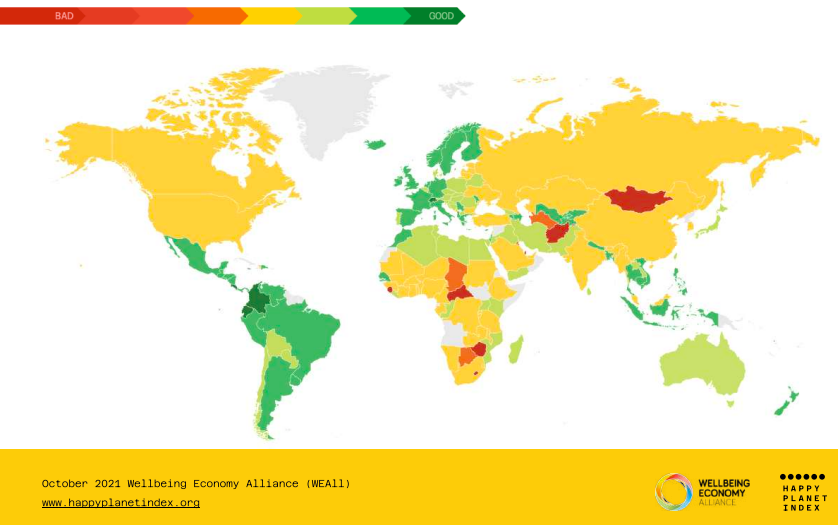 BAD
GOOD
October 2021 Wellbeing Economy Alliance (WEAll)
www.happyplanetindex.org
WELLBEING
ECONOMY
ALLIANCE
HAPPY
PLANET
INDEX